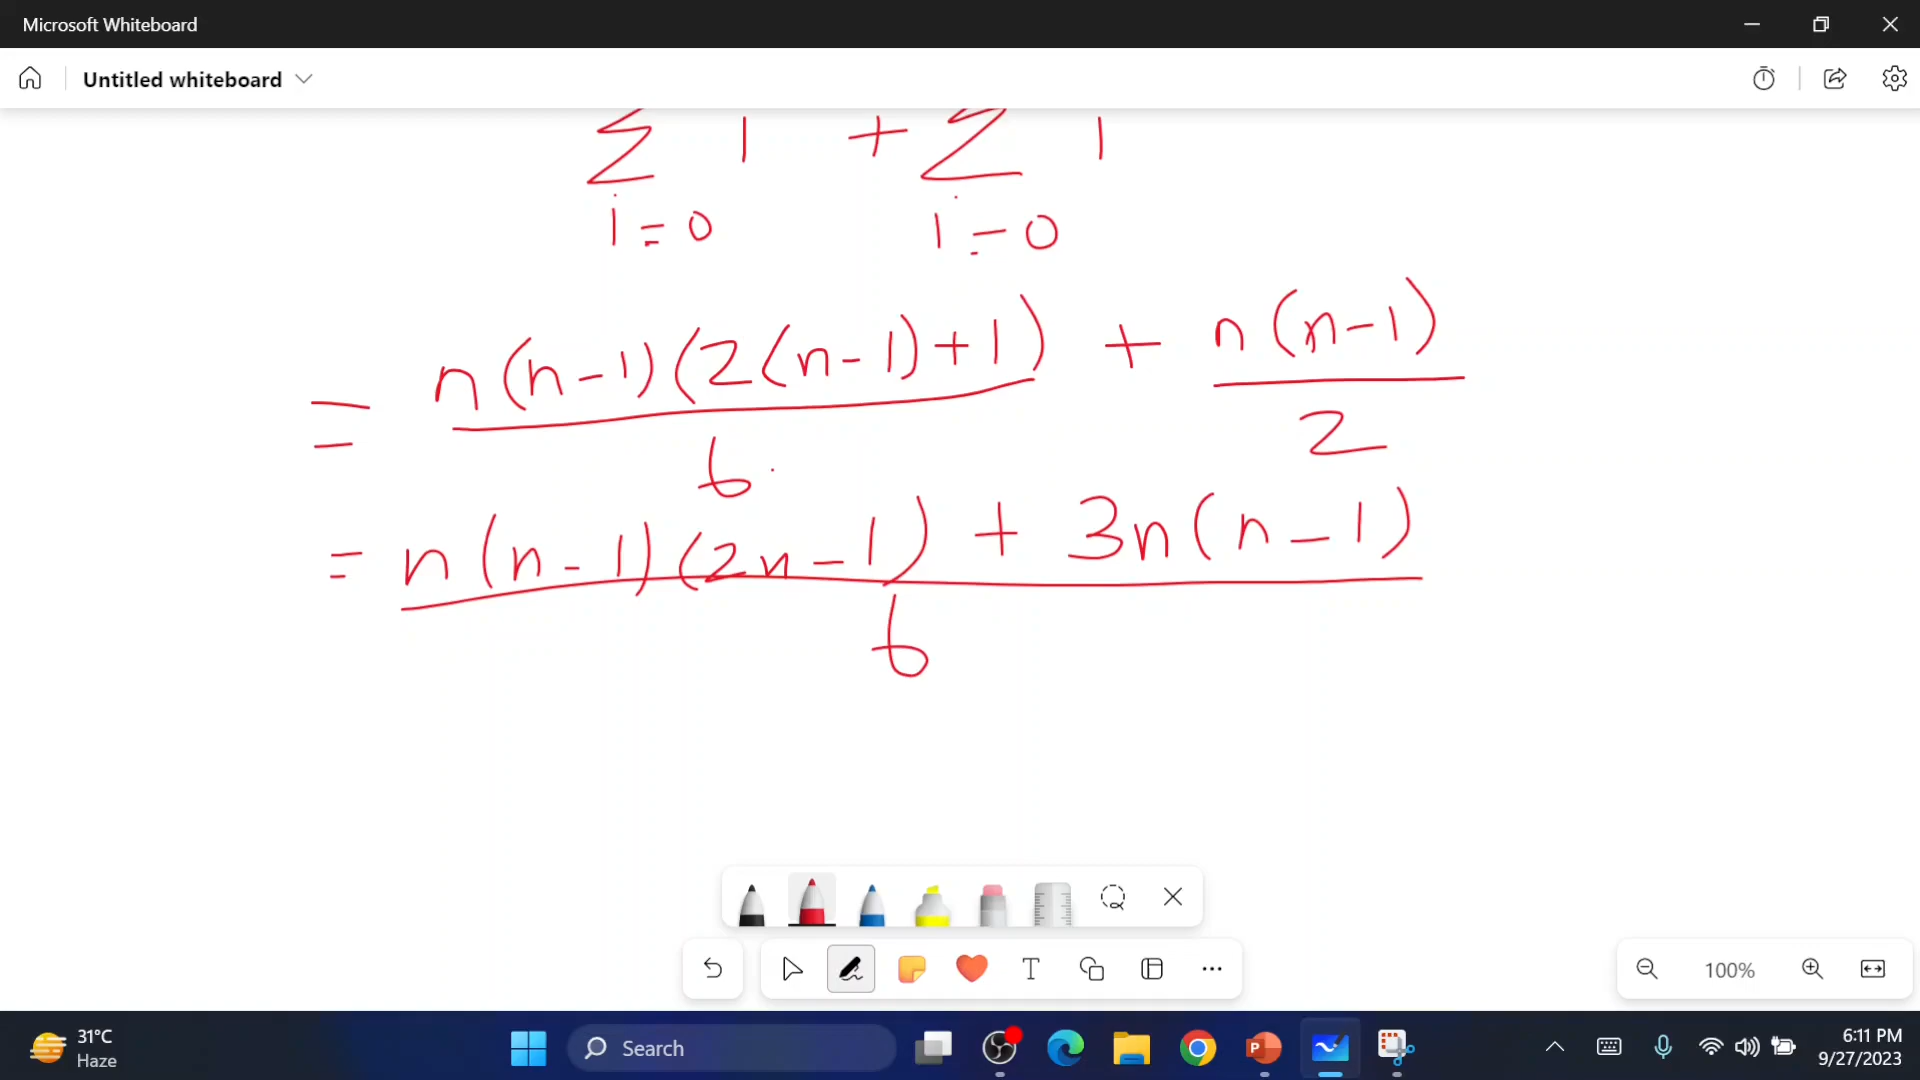 Microsoft Whiteboard
Untitled whiteboard
∑ i + ∑ i
i=0 i=0
= n(n-1)(2(n-1)+1)/6 + n(n-1)/2
= n(n-1)(2n-1) + 3n(n-1)
6
100%
31°C
Haze
Search
6:11 PM
9/27/2023